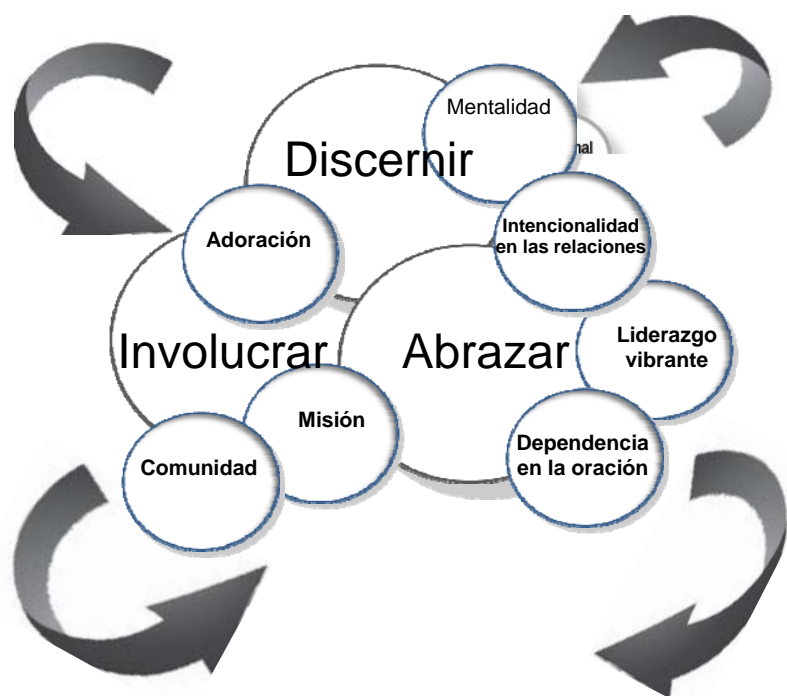 Mentalidad
Discernir
Adoración
Intencionalidad
en las relaciones
Involucrar
Abrazar
Liderazgo
vibrante
Misión
Comunidad
Dependencia
en la oración